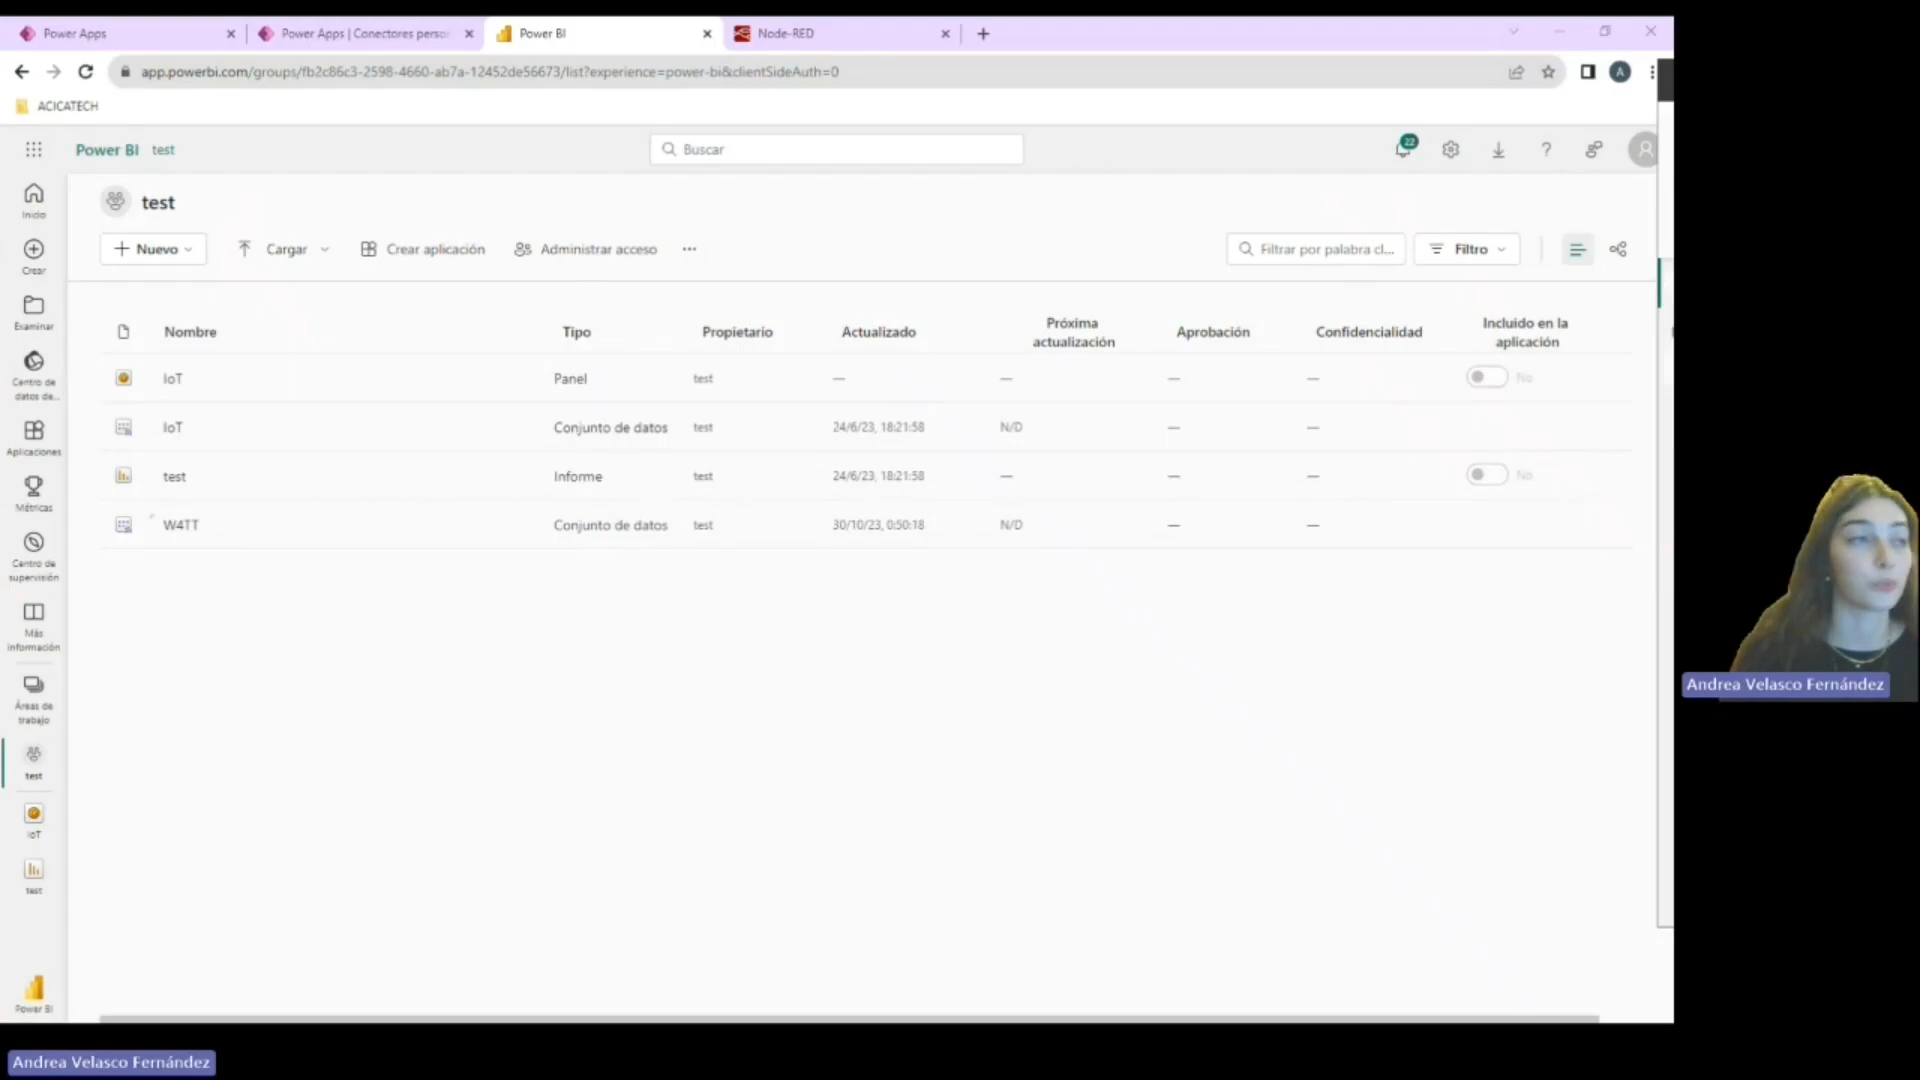 Power Apps
Power Apps | Conectores perso
Power BI
Node-RED
app.powerbi.com/groups/fb2c86c3-2598-4660-ab7a-12452de56673/list?experience=power-bi&clientSideAuth=0
A
ACICATECH
Power BI test
Buscar
22
test
Nuevo
Cargar
Crear aplicación
Administrar acceso
Filtrar por palabra cl...
Filtro
Nombre Tipo Propietario Actualizado Próxima actualización Aprobación Confidencialidad Incluido en la aplicación
IoT Panel test — — — — No
IoT Conjunto de datos test 24/6/23, 18:21:58 N/D — —
test Informe test 24/6/23, 18:21:58 — — — No
W4TT Conjunto de datos test 30/10/23, 0:50:18 N/D — —
Inicio
Crear
Examinar
Centro de
datos de...
Aplicaciones
Métricas
Centro de
supervisión
Más
información
Áreas de
trabajo
test
IoT
test
Power BI
Andrea Velasco Fernández
Andrea Velasco Fernández